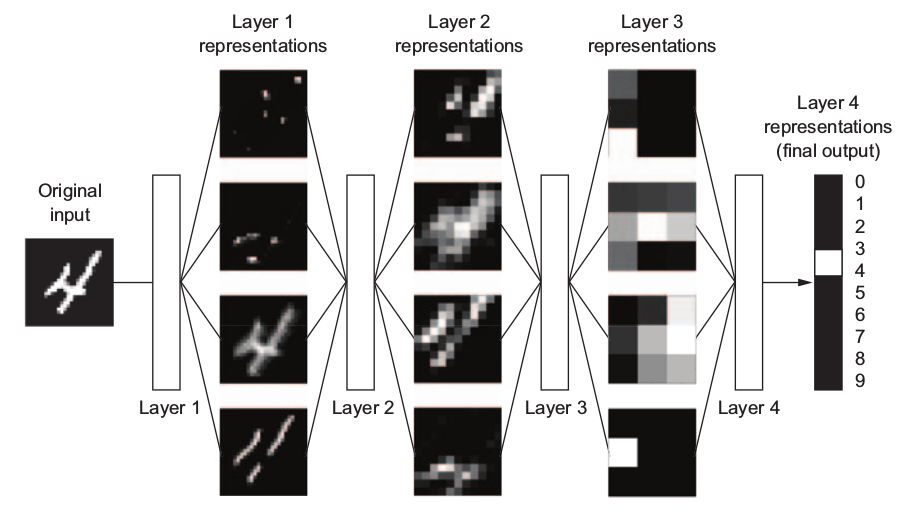 Layer 1
representations
Layer 2
representations
Layer 3
representations
Layer 4
representations
(final output)
Original
input
0
1
2
3
4
5
6
7
8
9
Layer 1
Layer 2
Layer 3
Layer 4